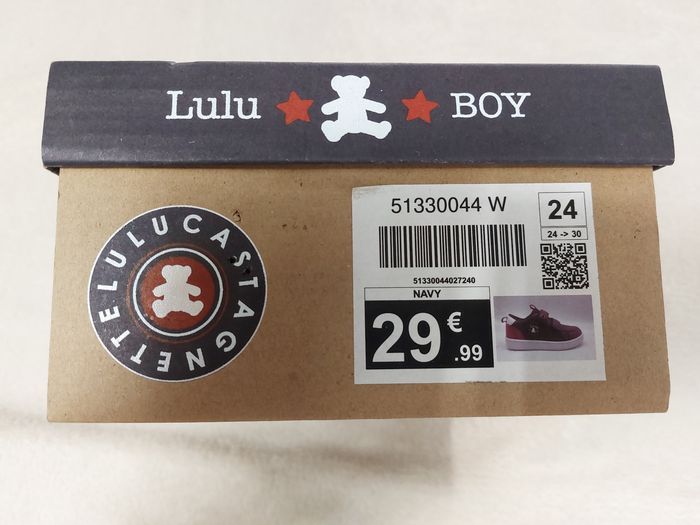 Lulu BOY
LULUCASTAGNETTE
51330044 W
24
24 -> 30
51330044027240
NAVY
29 €.99